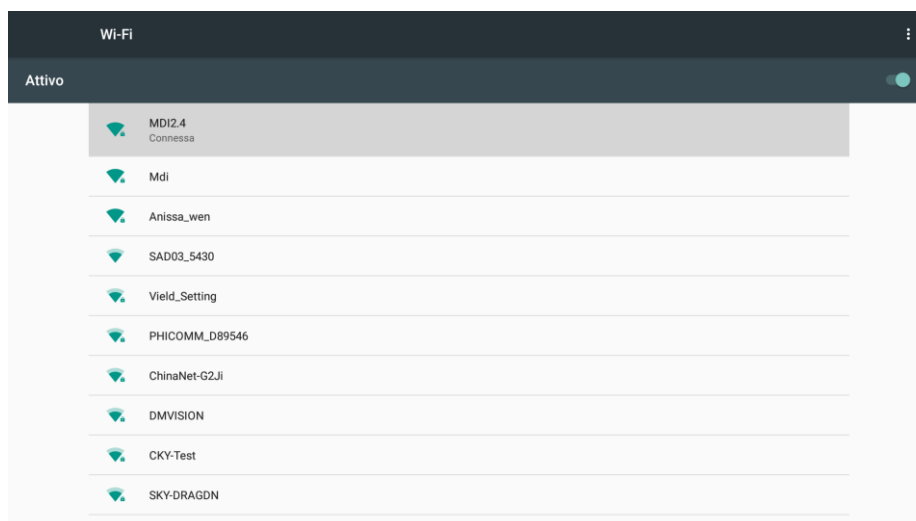 Wi-Fi
Attivo
MDI2.4
Connessa
Mdi
Anissa_wen
SAD03_5430
Vield_Setting
PHICOMM_D89546
ChinaNet-G2Ji
DMVISION
CKY-Test
SKY-DRAGDN